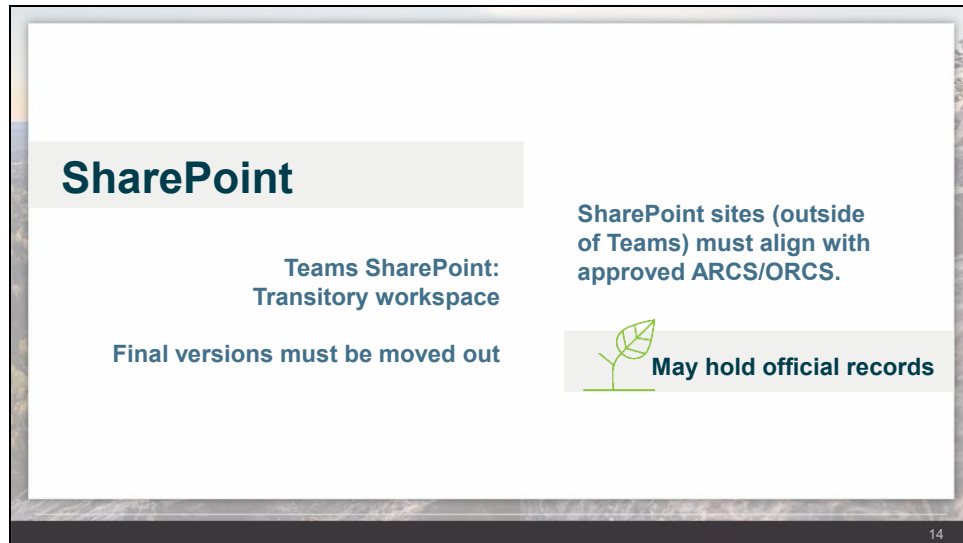 SharePoint
Teams SharePoint:
Transitory workspace
Final versions must be moved out
SharePoint sites (outside
of Teams) must align with
approved ARCS/ORCS.
May hold official records
14